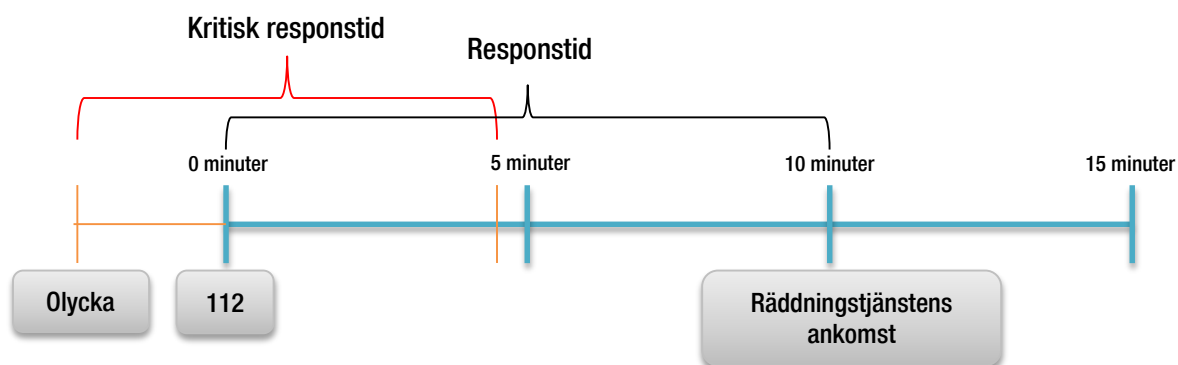 Kritisk responstid
Responstid
0 minuter
5 minuter
10 minuter
15 minuter
Olycka
112
Räddningstjänstens
ankomst